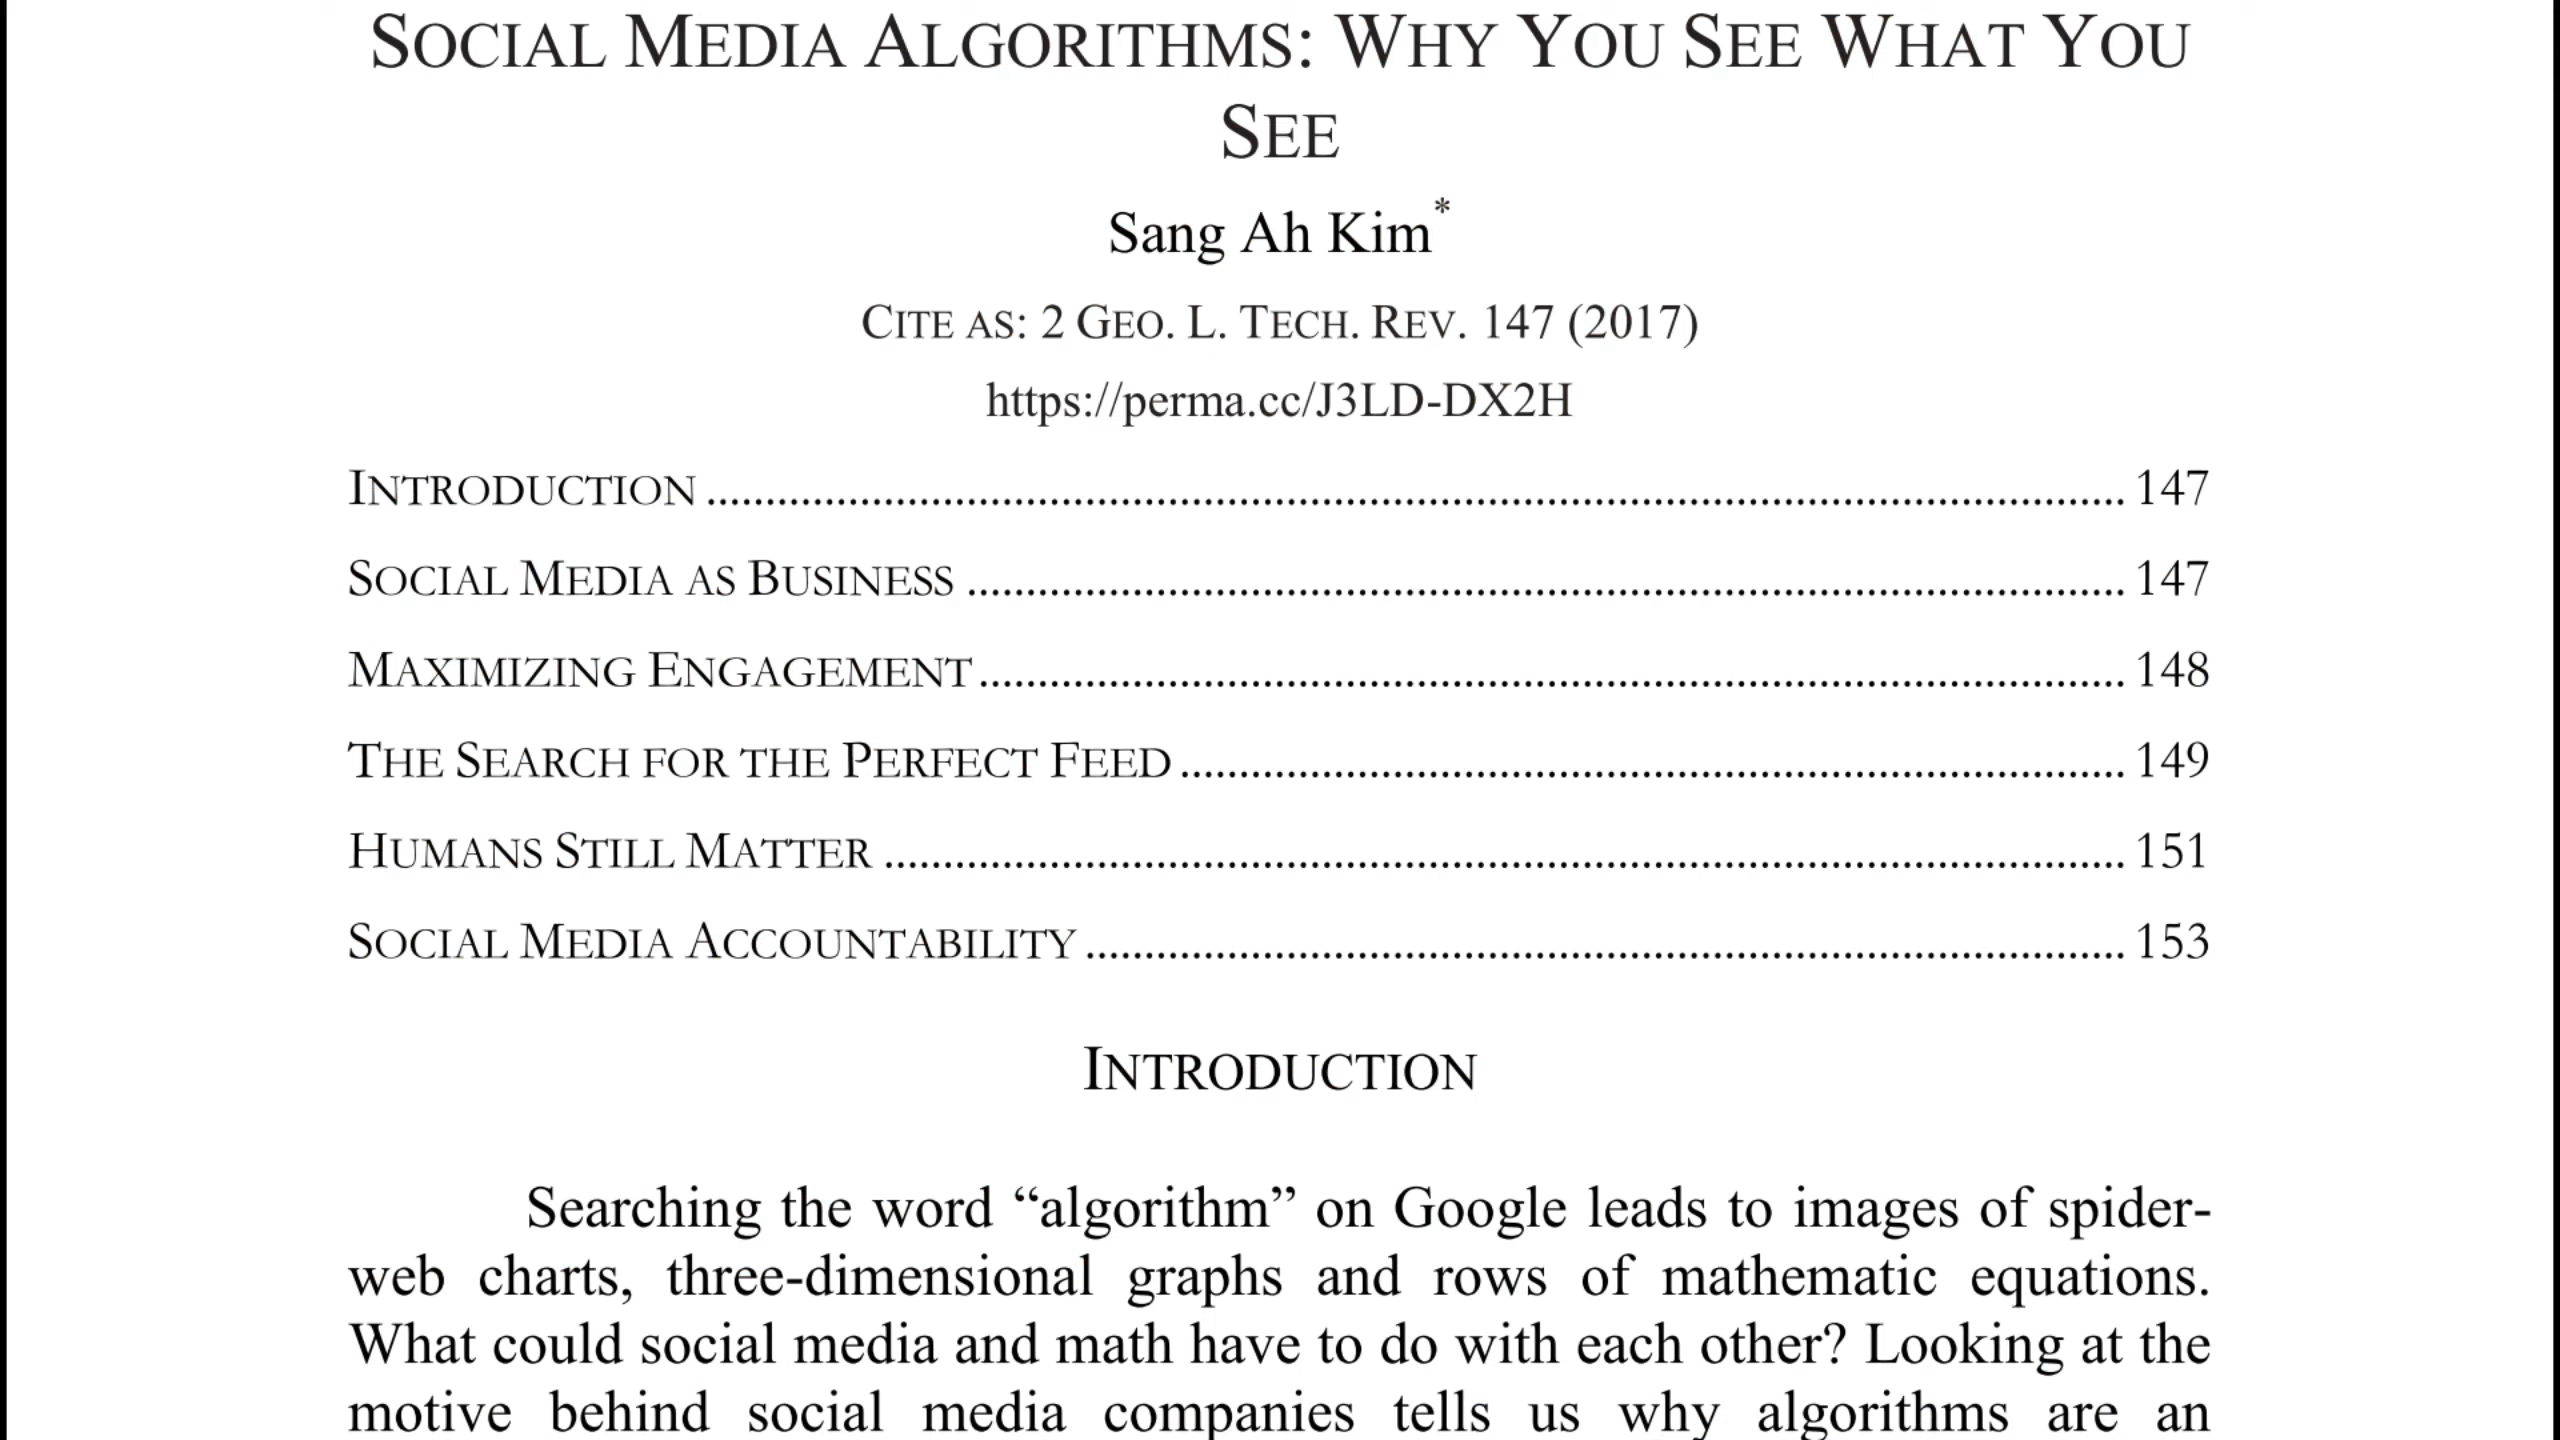 SOCIAL MEDIA ALGORITHMS: WHY YOU SEE WHAT YOU
SEE
Sang Ah Kim*
CITE AS: 2 GEO. L. TECH. REV. 147 (2017)
https://perma.cc/J3LD-DX2H
INTRODUCTION ........................................................ 147
SOCIAL MEDIA AS BUSINESS ........................................................ 147
MAXIMIZING ENGAGEMENT ........................................................ 148
THE SEARCH FOR THE PERFECT FEED ........................................................ 149
HUMANS STILL MATTER ........................................................ 151
SOCIAL MEDIA ACCOUNTABILITY ........................................................ 153
INTRODUCTION
Searching the word “algorithm” on Google leads to images of spider-
web charts, three-dimensional graphs and rows of mathematic equations.
What could social media and math have to do with each other? Looking at the
motive behind social media companies tells us why algorithms are an